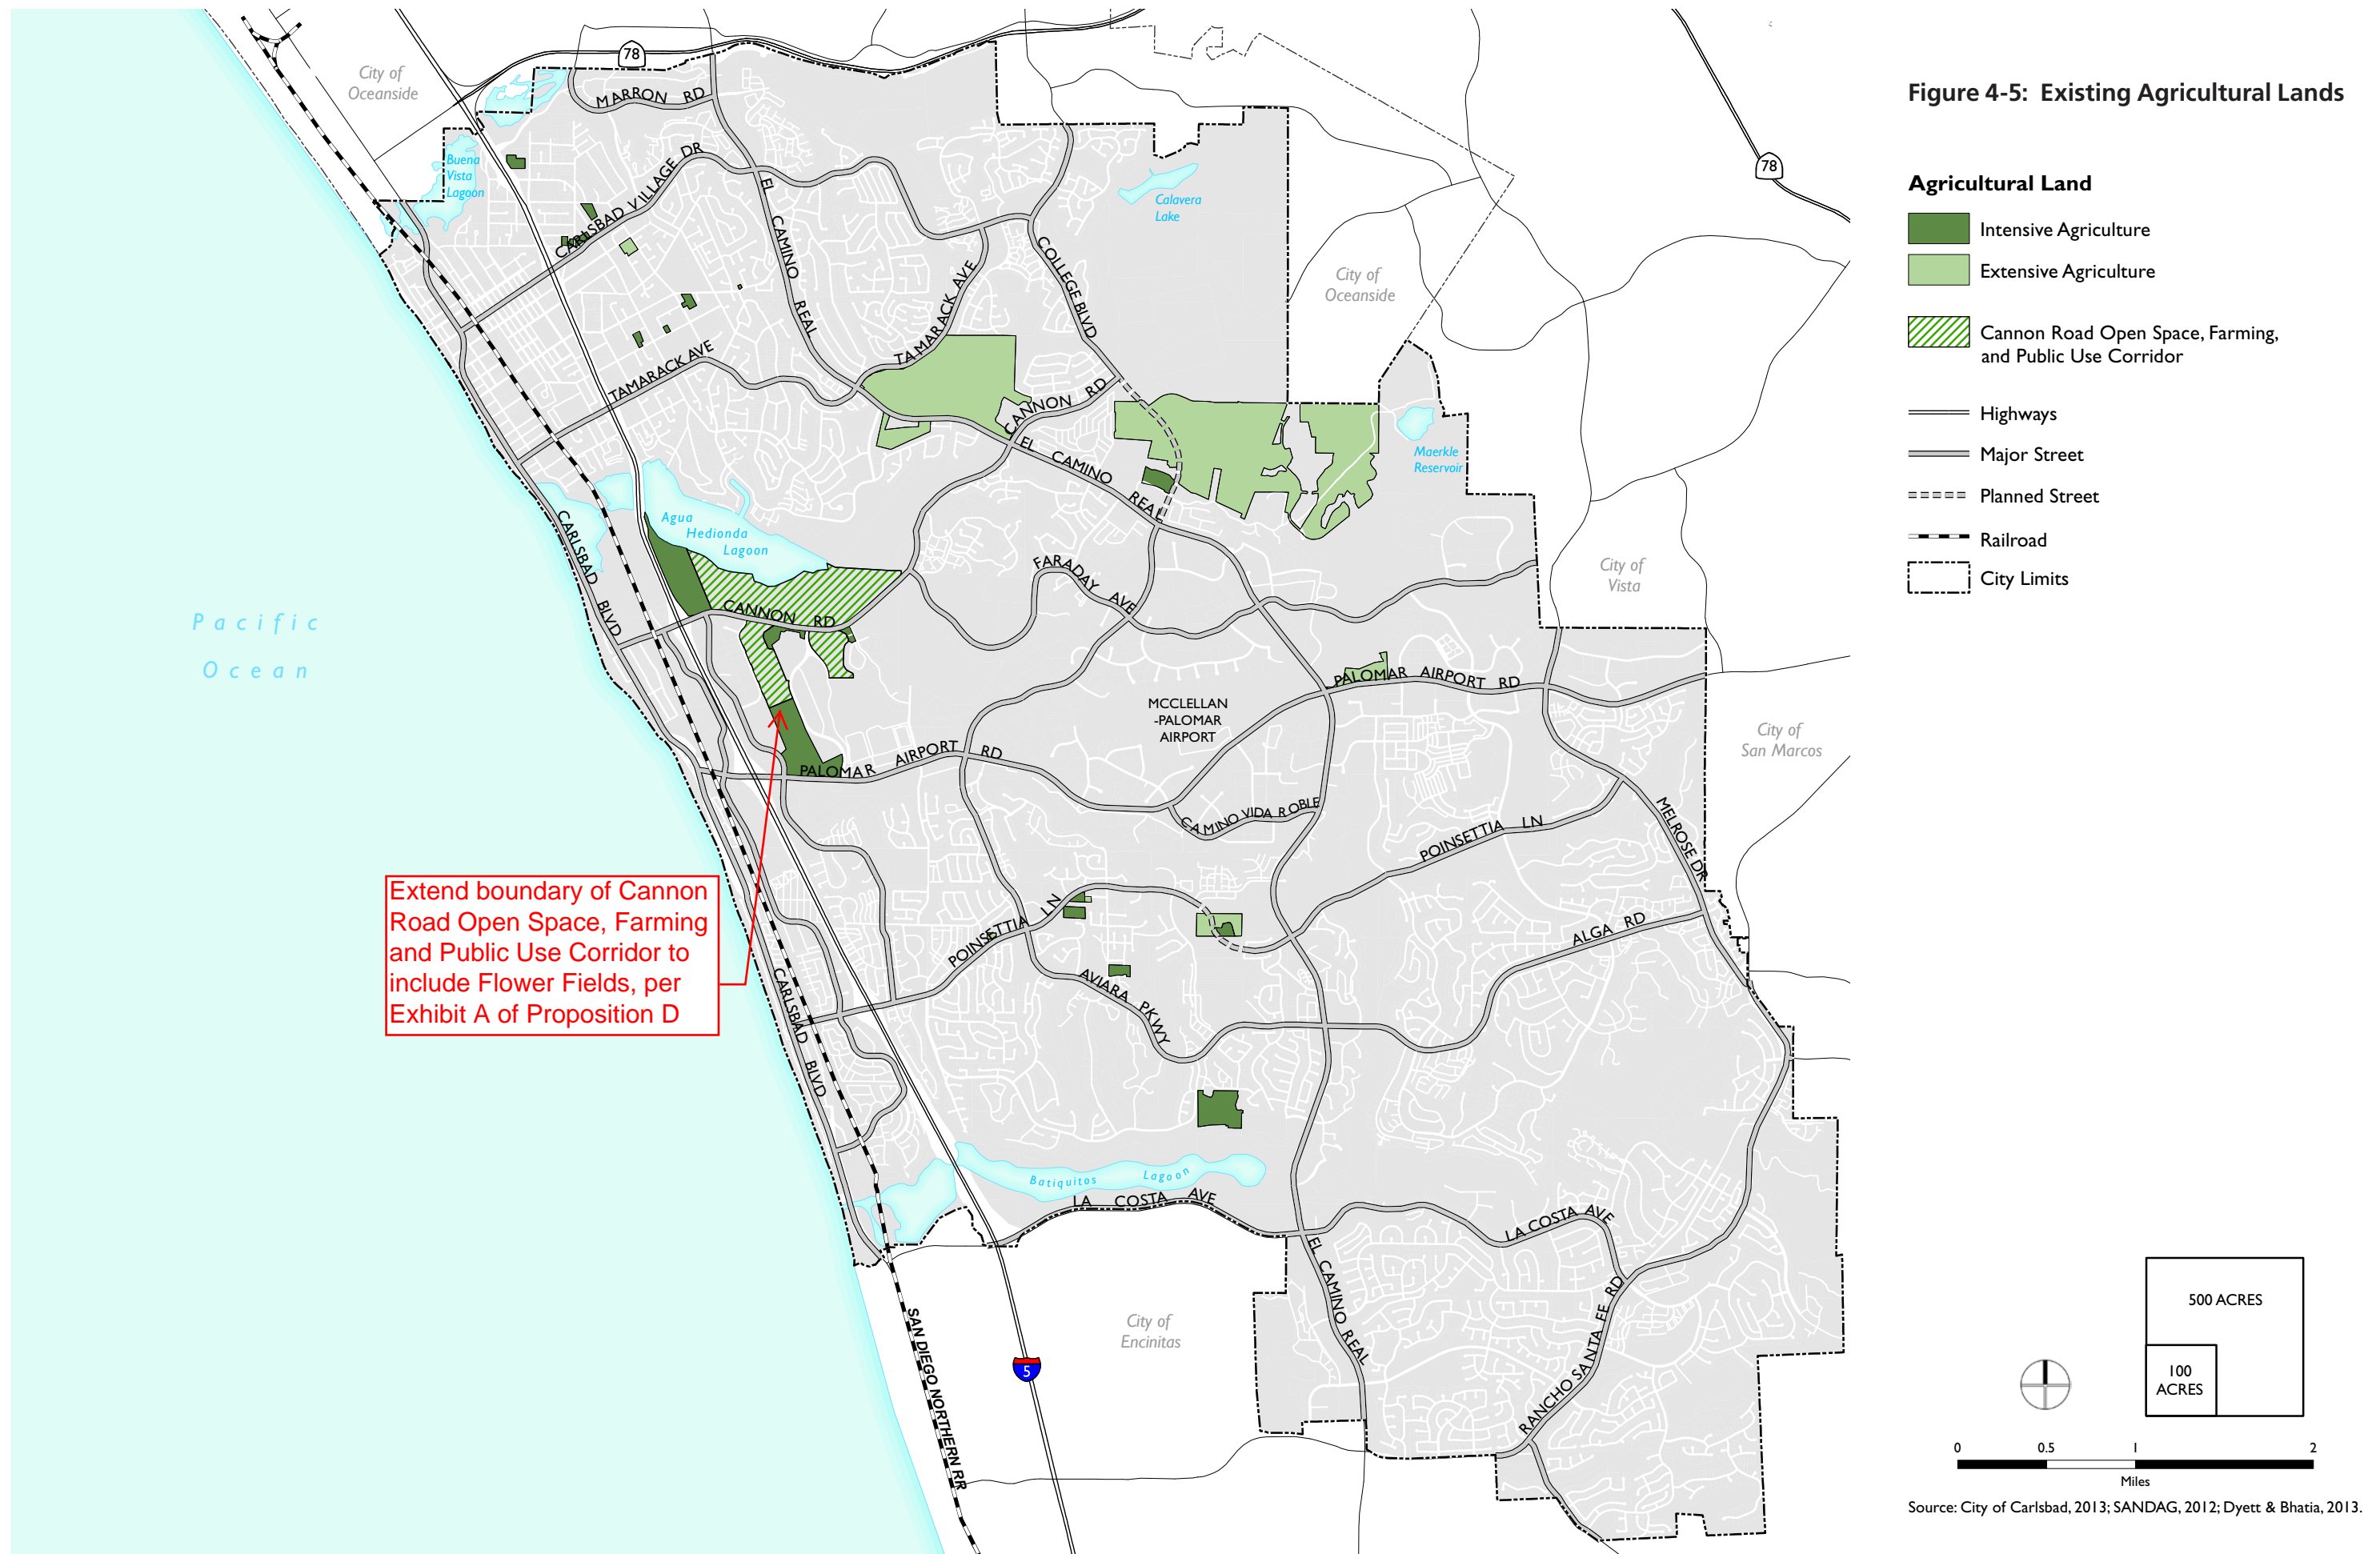 Figure 4-5: Existing Agricultural Lands
Agricultural Land
Intensive Agriculture
Extensive Agriculture
Cannon Road Open Space, Farming,
and Public Use Corridor
Highways
Major Street
Planned Street
Railroad
City Limits
78
78
City of
Oceanside
MARRON RD
Buena
Vista
Lagoon
CARLSBAD VILLAGE DR
EL CAMINO REAL
Calavera
Lake
COLLEGE BLVD
TAMARACK AVE
City of
Oceanside
TAMARACK AVE
CANNON RD
EL CAMINO REAL
Maerkle
Reservoir
Agua
Hedionda
Lagoon
CARLSBAD BLVD
FARADAY AVE
City of
Vista
CANNON RD
Pacific
Ocean
PALOMAR AIRPORT RD
MCCLELLAN
-PALOMAR
AIRPORT
City of
San Marcos
PALOMAR AIRPORT RD
CAMINO VIDA ROBLE
POINSETTIA LN
MELROSE DR
Extend boundary of Cannon
Road Open Space, Farming
and Public Use Corridor to
include Flower Fields, per
Exhibit A of Proposition D
POINSETTIA LN
ALGA RD
AVIARA PKWY
CARLSBAD BLVD
Batiquitos Lagoon
LA COSTA AVE
LA COSTA AVE
EL CAMINO REAL
RANCHO SANTA FE RD
City of
Encinitas
SAN DIEGO NORTHERN RR
5
500 ACRES
100
ACRES
0 0.5 1 2
Miles
Source: City of Carlsbad, 2013; SANDAG, 2012; Dyett & Bhatia, 2013.